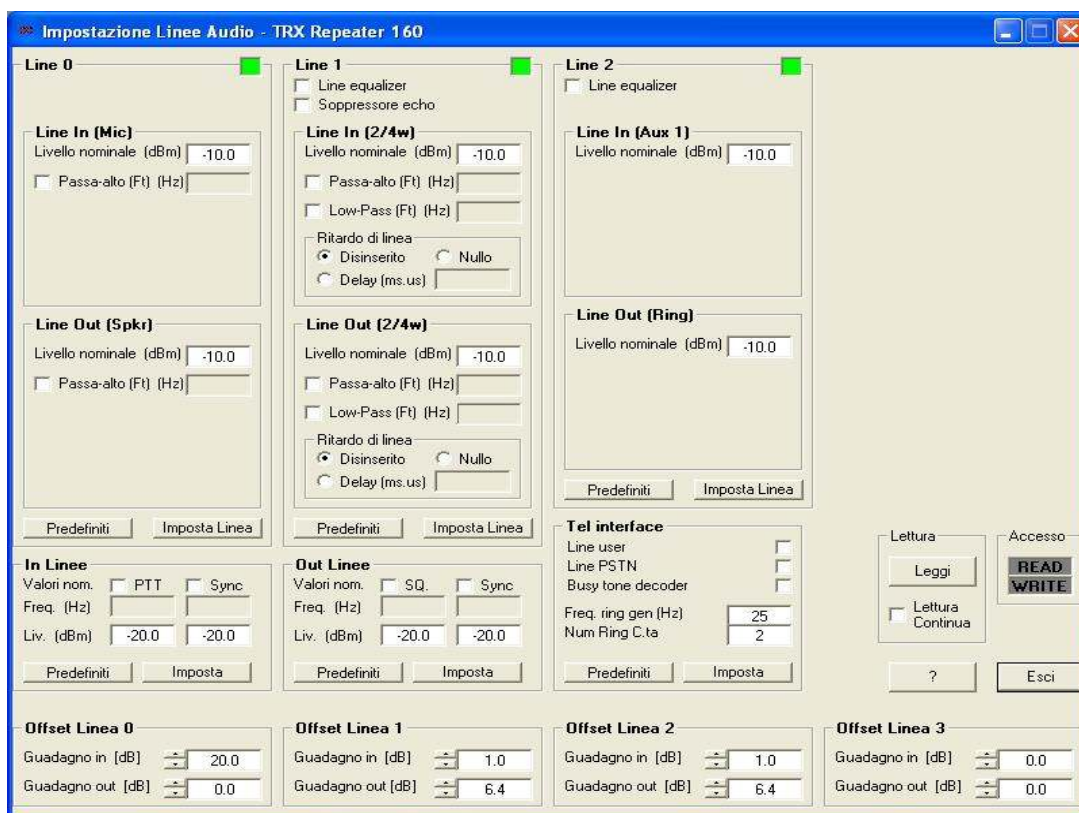 Impostazione Linee Audio - TRX Repeater 160
Line 0
Line In (Mic)
Livello nominale (dBm) -10.0
Passa-alto (Ft) (Hz)
Line Out (Spkr)
Livello nominale (dBm) -10.0
Passa-alto (Ft) (Hz)
Predefiniti Imposta Linea
Line 1
Line equalizer
Soppressore echo
Line In (2/4w)
Livello nominale (dBm) -10.0
Passa-alto (Ft) (Hz)
Low-Pass (Ft) (Hz)
Ritardo di linea
Disinserito Nullo
Delay (ms.us)
Line Out (2/4w)
Livello nominale (dBm) -10.0
Passa-alto (Ft) (Hz)
Low-Pass (Ft) (Hz)
Ritardo di linea
Disinserito Nullo
Delay (ms.us)
Predefiniti Imposta Linea
Line 2
Line equalizer
Line In (Aux 1)
Livello nominale (dBm) -10.0
Line Out (Ring)
Livello nominale (dBm) -10.0
Predefiniti Imposta Linea
In Linee
Valori nom. PTT Sync
Freq. (Hz)
Liv. (dBm) -20.0 -20.0
Predefiniti Imposta
Out Linee
Valori nom. SQ. Sync
Freq. (Hz)
Liv. (dBm) -20.0 -20.0
Predefiniti Imposta
Tel interface
Line user
Line PSTN
Busy tone decoder
Freq. ring gen (Hz) 25
Num Ring C.ta 2
Predefiniti Imposta
Lettura
Leggi
Lettura
Continua
Accesso
READ
WRITE
? Esci
Offset Linea 0
Guadagno in [dB] 20.0
Guadagno out [dB] 0.0
Offset Linea 1
Guadagno in [dB] 1.0
Guadagno out [dB] 6.4
Offset Linea 2
Guadagno in [dB] 1.0
Guadagno out [dB] 6.4
Offset Linea 3
Guadagno in [dB] 0.0
Guadagno out [dB] 0.0